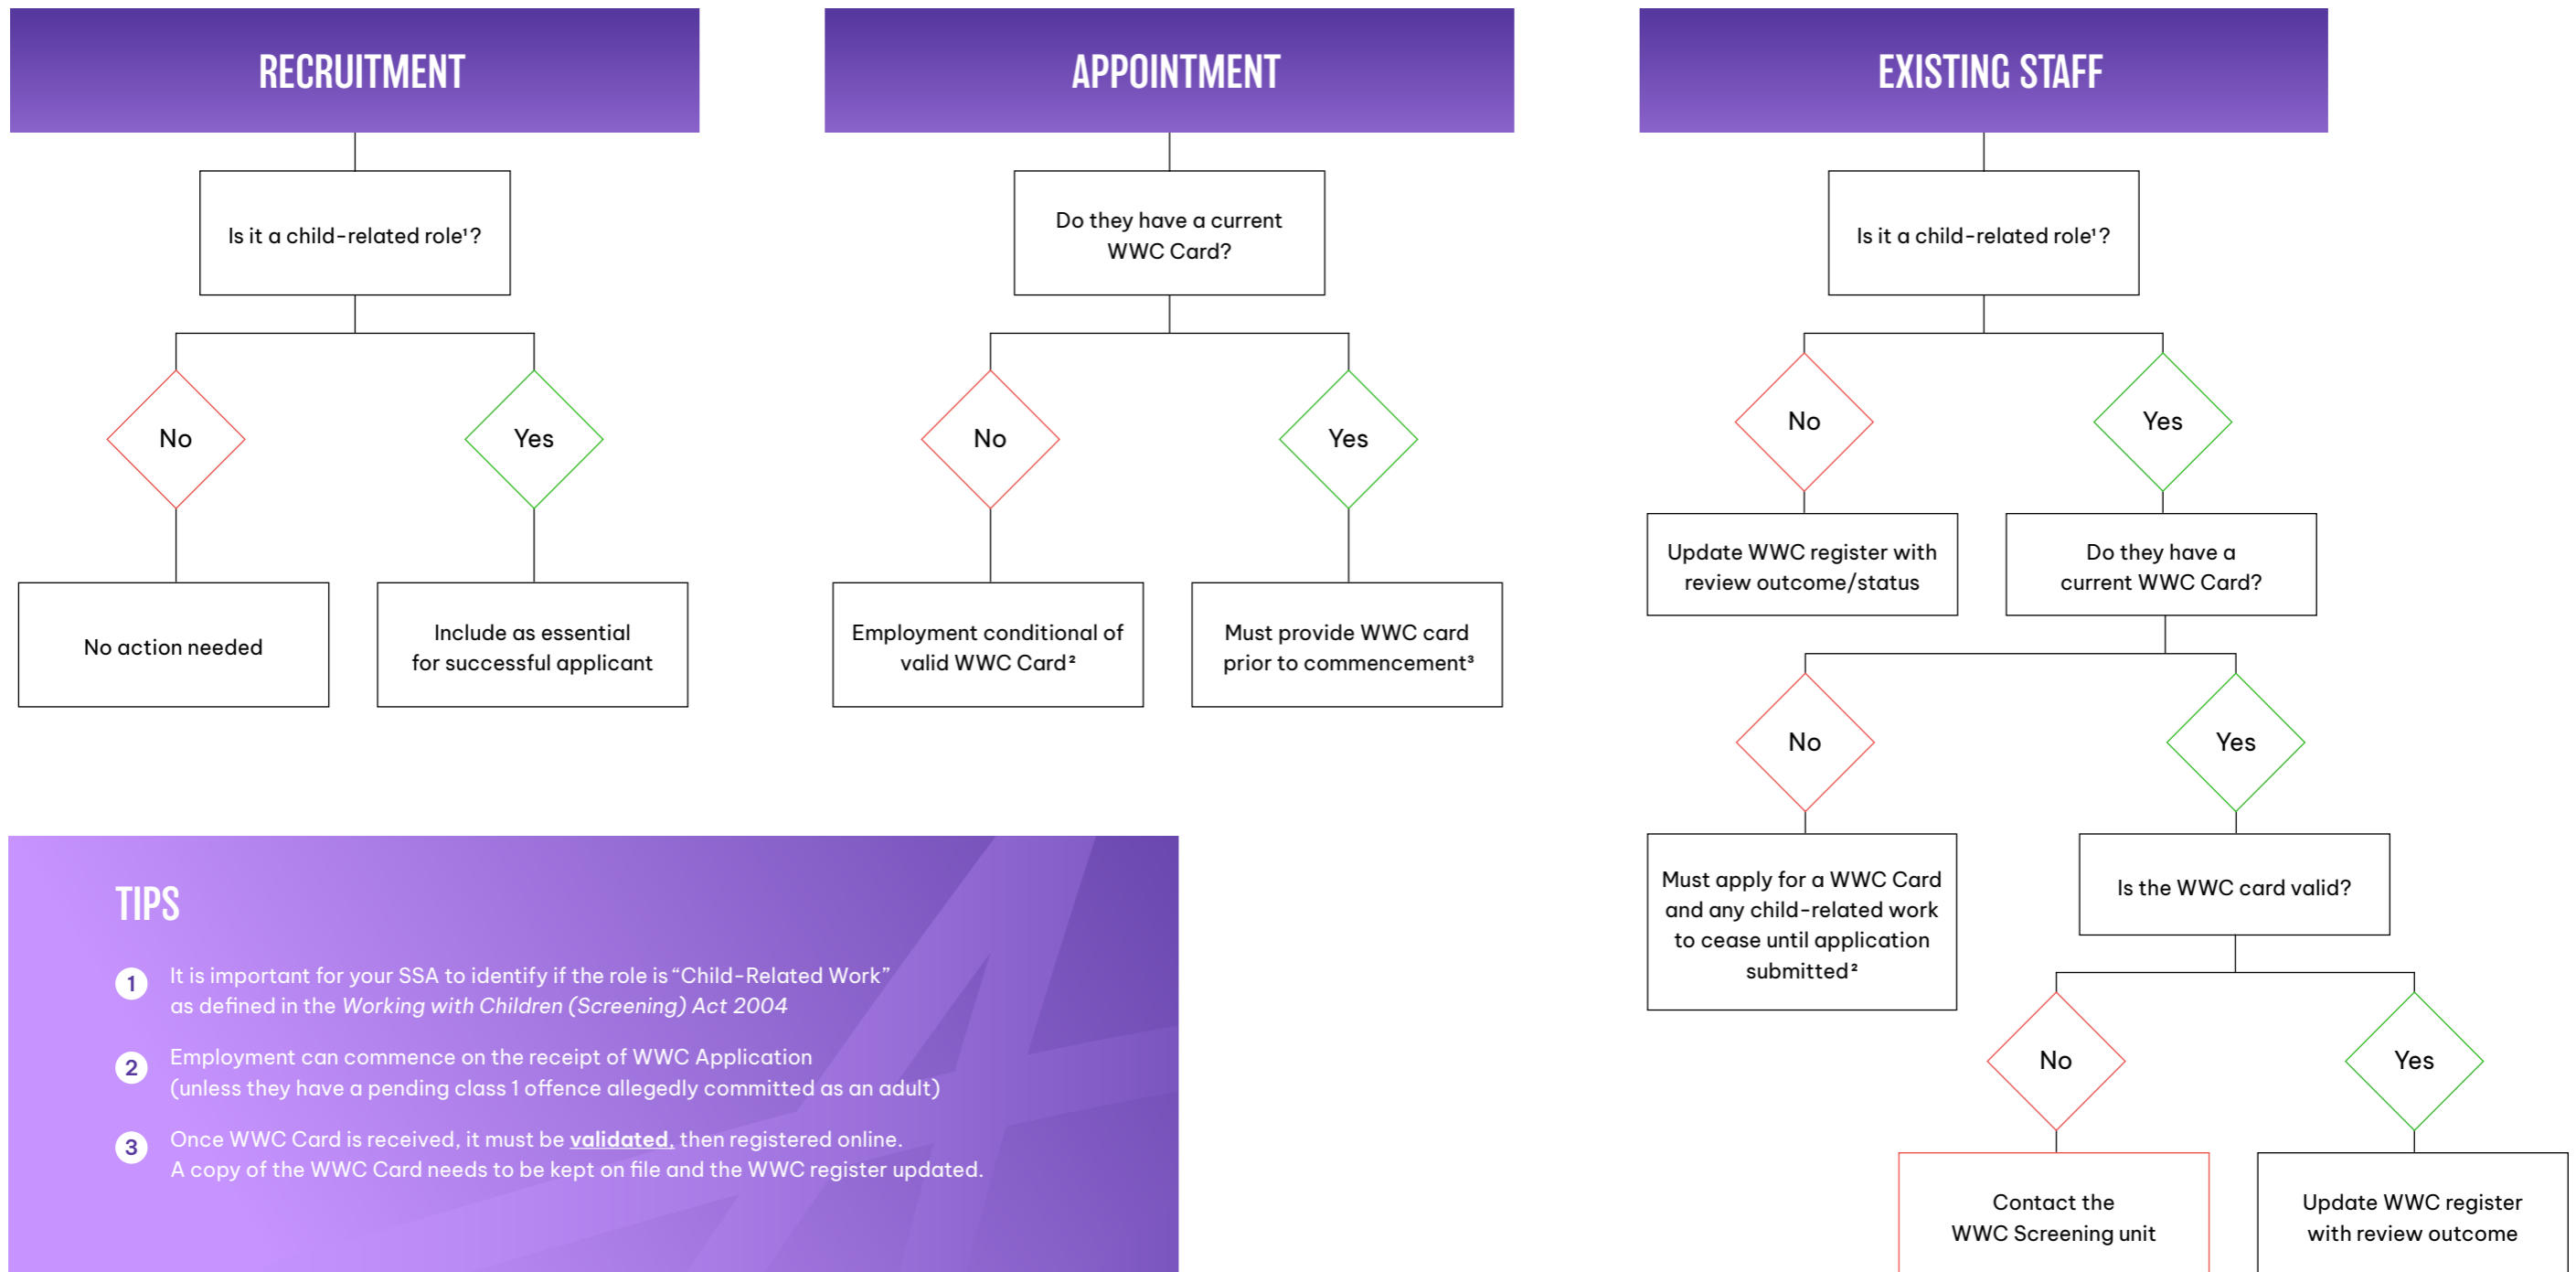 RECRUITMENT
Is it a child-related role¹?
No
Yes
No action needed
Include as essential
for successful applicant
APPOINTMENT
Do they have a current
WWC Card?
No
Yes
Employment conditional of
valid WWC Card²
Must provide WWC card
prior to commencement³
EXISTING STAFF
Is it a child-related role¹?
No
Yes
Update WWC register with
review outcome/status
Do they have a
current WWC Card?
No
Yes
Must apply for a WWC Card
and any child-related work
to cease until application
submitted²
Is the WWC card valid?
No
Yes
Contact the
WWC Screening unit
Update WWC register
with review outcome
TIPS
1 It is important for your SSA to identify if the role is “Child-Related Work”
as defined in the Working with Children (Screening) Act 2004
2 Employment can commence on the receipt of WWC Application
(unless they have a pending class 1 offence allegedly committed as an adult)
3 Once WWC Card is received, it must be validated, then registered online.
A copy of the WWC Card needs to be kept on file and the WWC register updated.